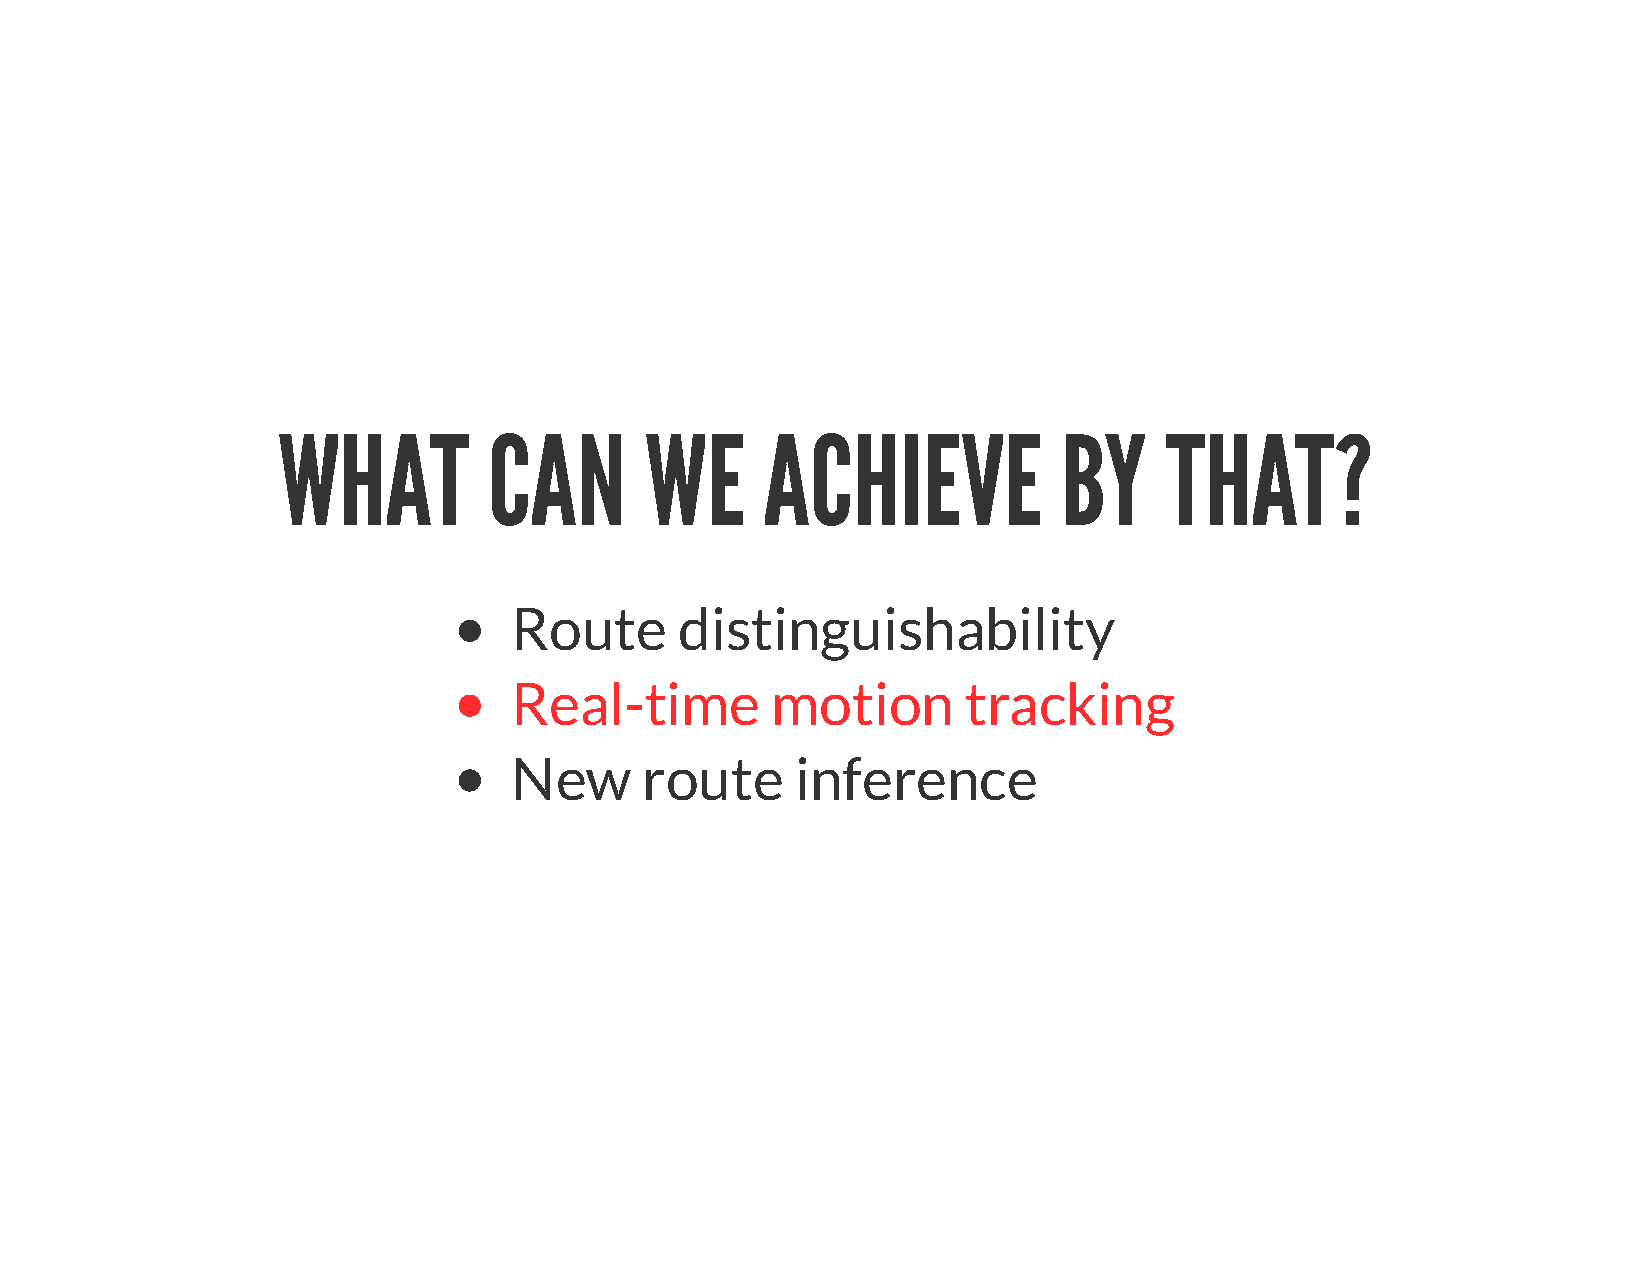 WHAT CAN WE ACHIEVE BY THAT?
• Route distinguishability
• Real-time motion tracking
• New route inference